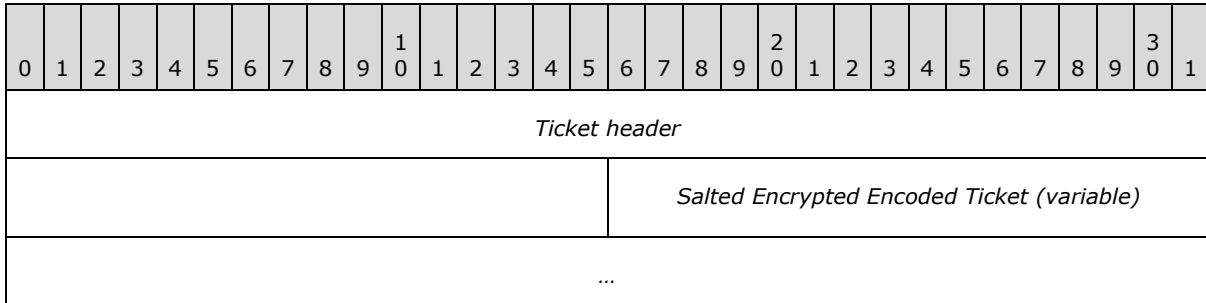 0 1 2 3 4 5 6 7 8 9 1 0 1 2 3 4 5 6 7 8 9 2 0 1 2 3 4 5 6 7 8 9 3 0 1
Ticket header
Salted Encrypted Encoded Ticket (variable)
...